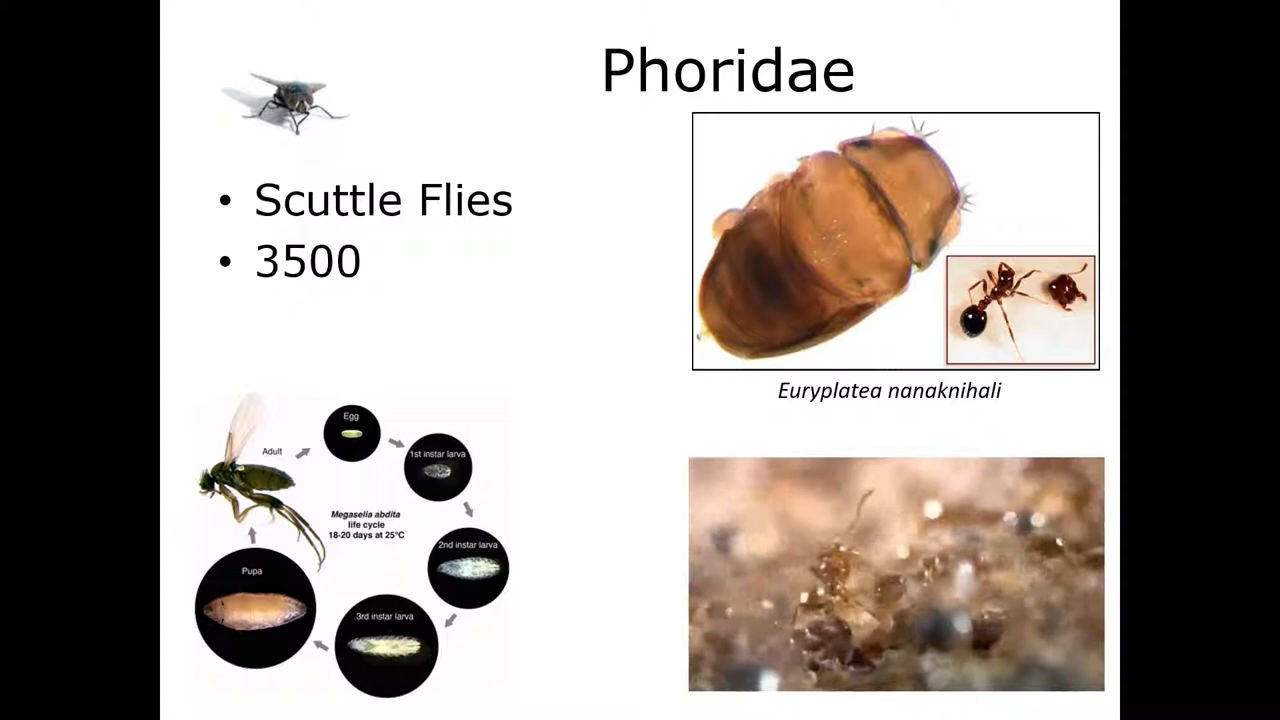 Phoridae
• Scuttle Flies
• 3500
Euryplatea nanaknihali
Egg
Adult
1st instar larva
Megaselia abdita
life cycle
18-20 days at 25°C
2nd instar larva
Pupa
3rd instar larva